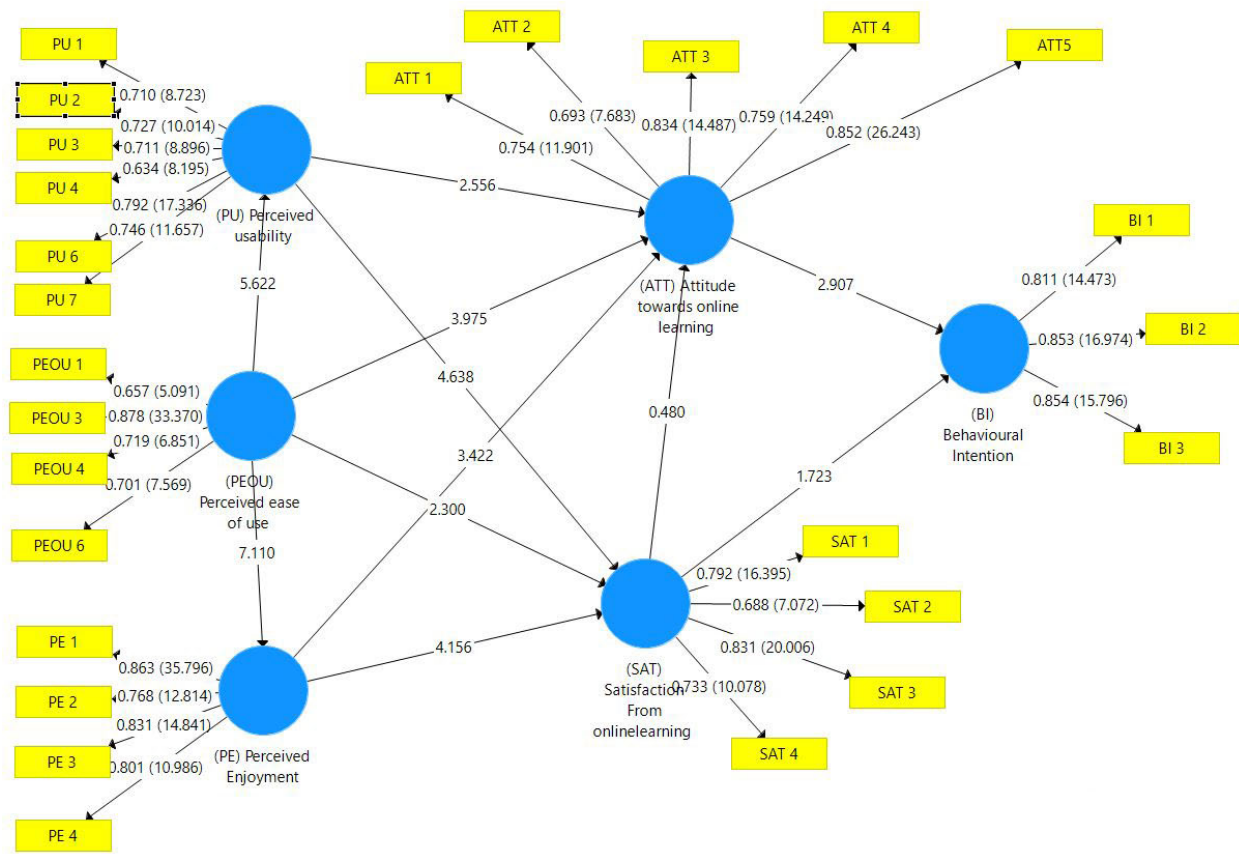 PU 1
PU 2
PU 3
PU 4
PU 6
PU 7
0.710 (8.723)
0.727 (10.014)
0.711 (8.896)
0.634 (8.195)
0.792 (17.336)
0.746 (11.657)
(PU) Perceived
usability
5.622
PEOU 1
PEOU 3
PEOU 4
PEOU 6
0.657 (5.091)
0.878 (33.370)
0.719 (6.851)
0.701 (7.569)
(PEOU)
Perceived ease
of use
7.110
PE 1
PE 2
PE 3
PE 4
0.863 (35.796)
0.768 (12.814)
0.831 (14.841)
0.801 (10.986)
(PE) Perceived
Enjoyment
2.556
3.975
4.638
3.422
2.300
4.156
0.480
ATT 1
ATT 2
ATT 3
ATT 4
ATT5
0.754 (11.901)
0.693 (7.683)
0.834 (14.487)
0.759 (14.249)
0.852 (26.243)
(ATT) Attitude
towards online
learning
2.907
1.723
SAT 1
SAT 2
SAT 3
SAT 4
0.792 (16.395)
0.688 (7.072)
0.831 (20.006)
0.733 (10.078)
(SAT)
Satisfaction
From
onlinelearning
BI 1
BI 2
BI 3
0.811 (14.473)
0.853 (16.974)
0.854 (15.796)
(BI)
Behavioural
Intention